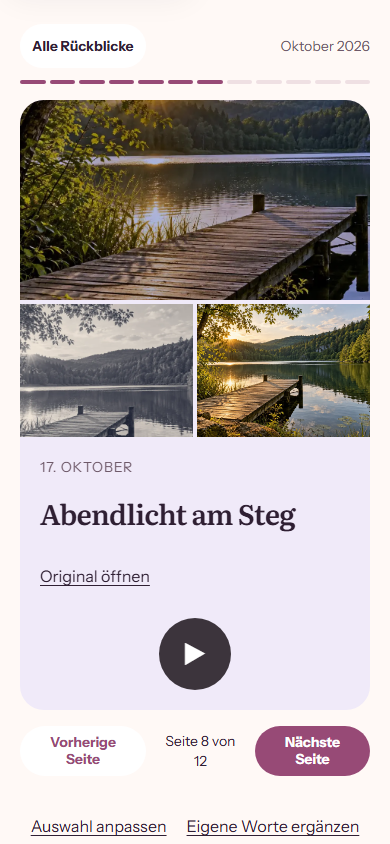 Alle Rückblicke
Oktober 2026
17. OKTOBER
Abendlicht am Steg
Original öffnen
Vorherige
Seite
Seite 8 von
12
Nächste
Seite
Auswahl anpassen
Eigene Worte ergänzen